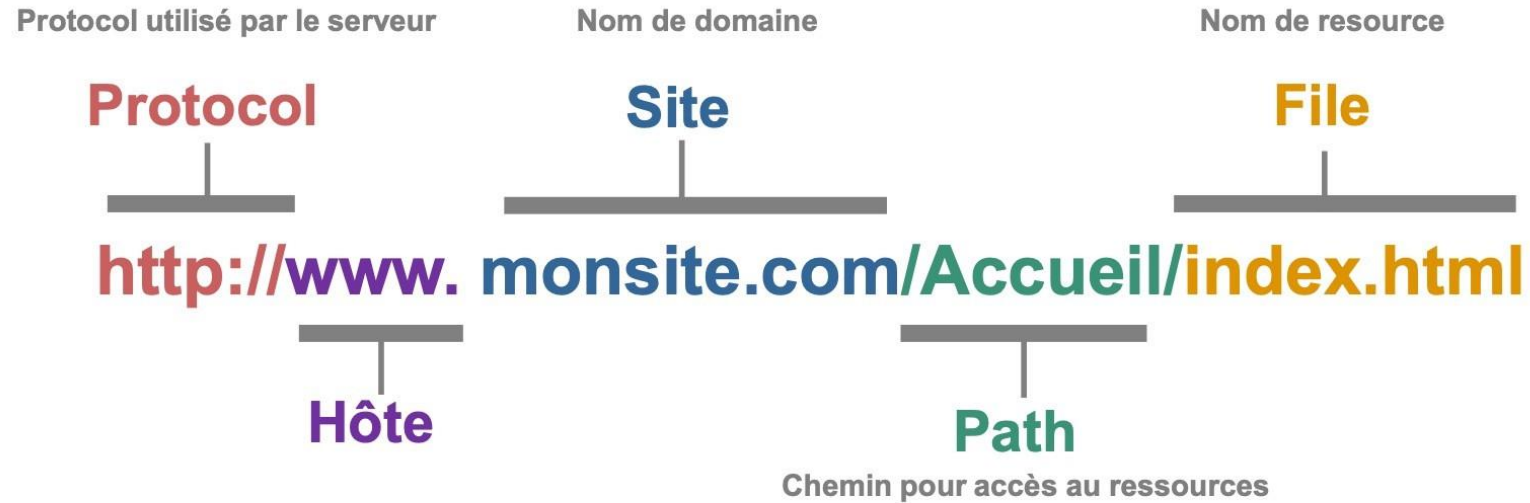 Protocol utilisé par le serveur
Nom de domaine
Nom de resource
Protocol
Site
File
http://www. monsite.com/Accueil/index.html
Hôte
Path
Chemin pour accès au ressources